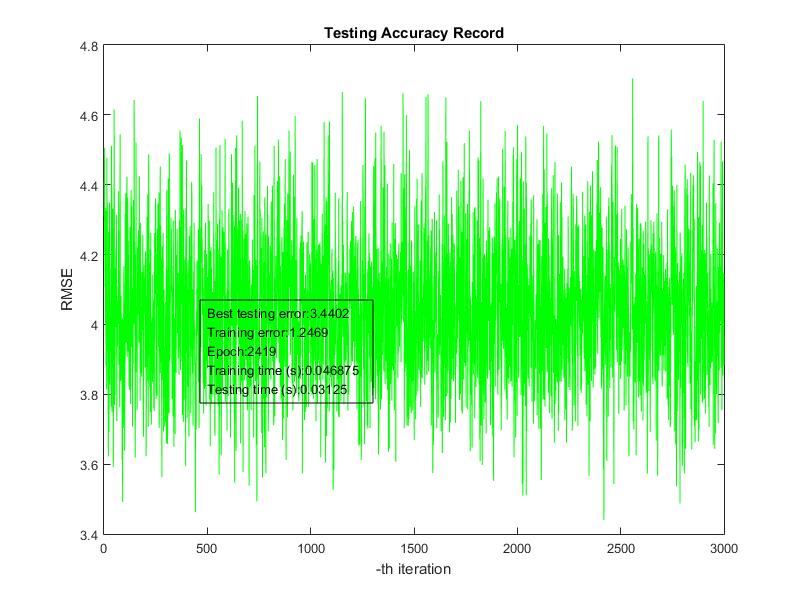 Testing Accuracy Record
4.8
4.6
4.4
4.2
4
3.8
3.6
3.4
RMSE
Best testing error:3.4402
Training error:1.2469
Epoch:2419
Training time (s):0.046875
Testing time (s):0.03125
0 500 1000 1500 2000 2500 3000
-th iteration